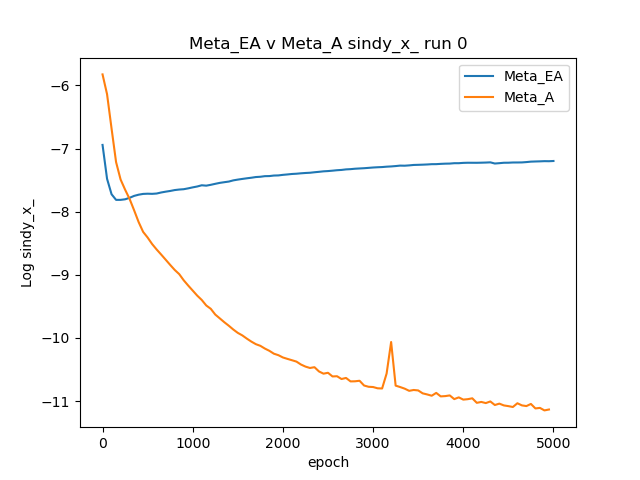 Meta_EA v Meta_A sindy_x_ run 0
Meta_EA
Meta_A
Log sindy_x_
−6
−7
−8
−9
−10
−11
0
1000
2000
3000
4000
5000
epoch